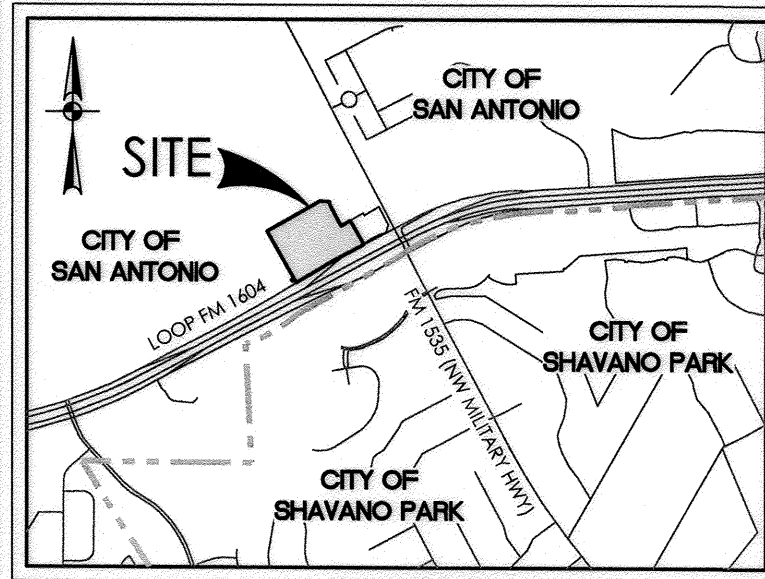 CITY OF
SAN ANTONIO
SITE
CITY OF
SAN ANTONIO
LOOP FM 1604
FM 1535 (NW MILITARY HWY)
CITY OF
SHAVANO PARK
CITY OF
SHAVANO PARK